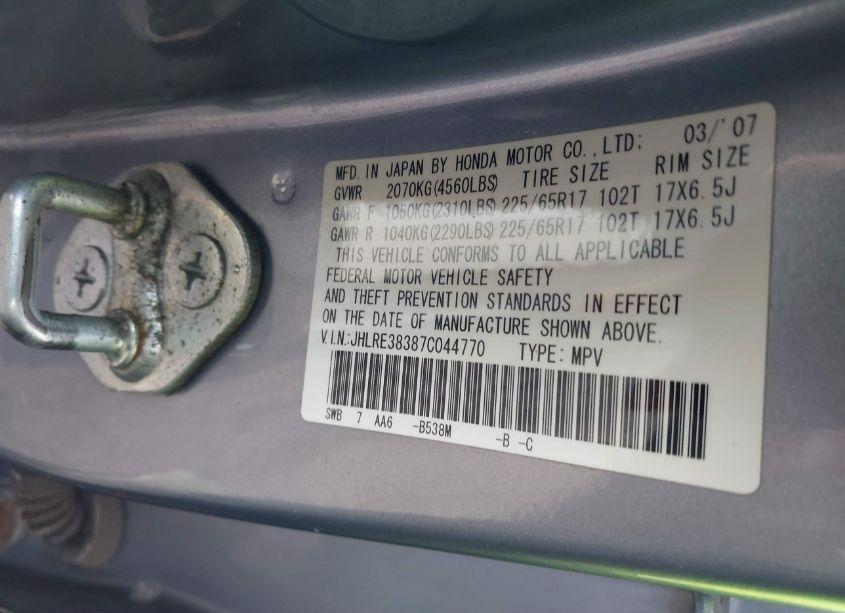 MFD. IN JAPAN BY HONDA MOTOR CO.,LTD; 03/'07
GVWR 2070KG(4560LBS) TIRE SIZE RIM SIZE
GAWR F 1050KG(2310LBS) 225/65R17 102T 17X6.5J
GAWR R 1040KG(2290LBS) 225/65R17 102T 17X6.5J
THIS VEHICLE CONFORMS TO ALL APPLICABLE
FEDERAL MOTOR VEHICLE SAFETY
AND THEFT PREVENTION STANDARDS IN EFFECT
ON THE DATE OF MANUFACTURE SHOWN ABOVE.
V.I.N.:JHLRE38387C044770 TYPE: MPV
SWB 7 AA6 -B538M -B -C